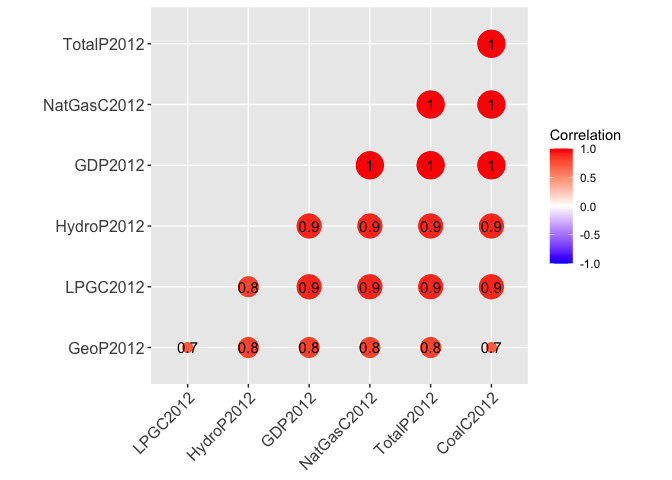 TotalP2012 1
NatGasC2012 1 1
GDP2012 1 1 1
HydroP2012 0.9 0.9 0.9 0.9
LPGC2012 0.8 0.9 0.9 0.9 0.9
GeoP2012 0.7 0.8 0.8 0.8 0.8 0.7
LPGC2012 HydroP2012 GDP2012 NatGasC2012 TotalP2012 CoalC2012
Correlation
1.0
0.5
0.0
-0.5
-1.0